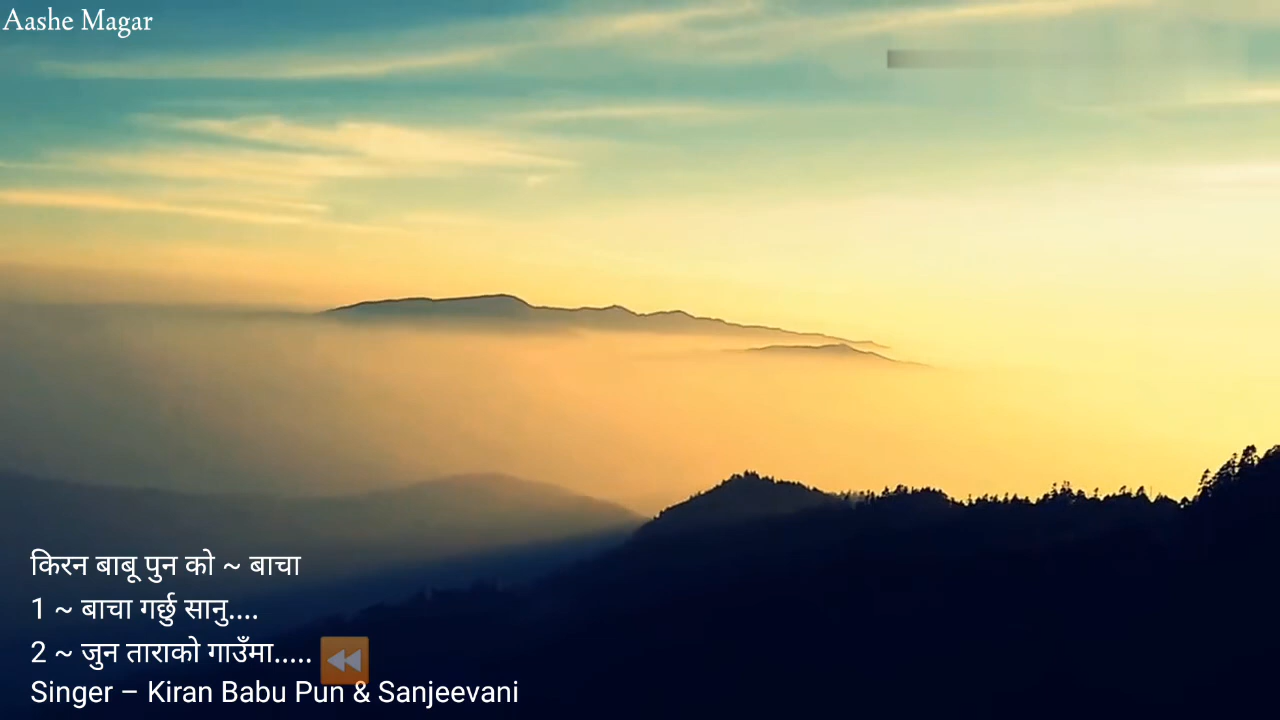 Aashe Magar
किरन बाबू पुन को ~ बाचा
1 ~ बाचा गर्छु सानु....
2 ~ जुन ताराको गाउँमा..... ⏪
Singer – Kiran Babu Pun & Sanjeevani